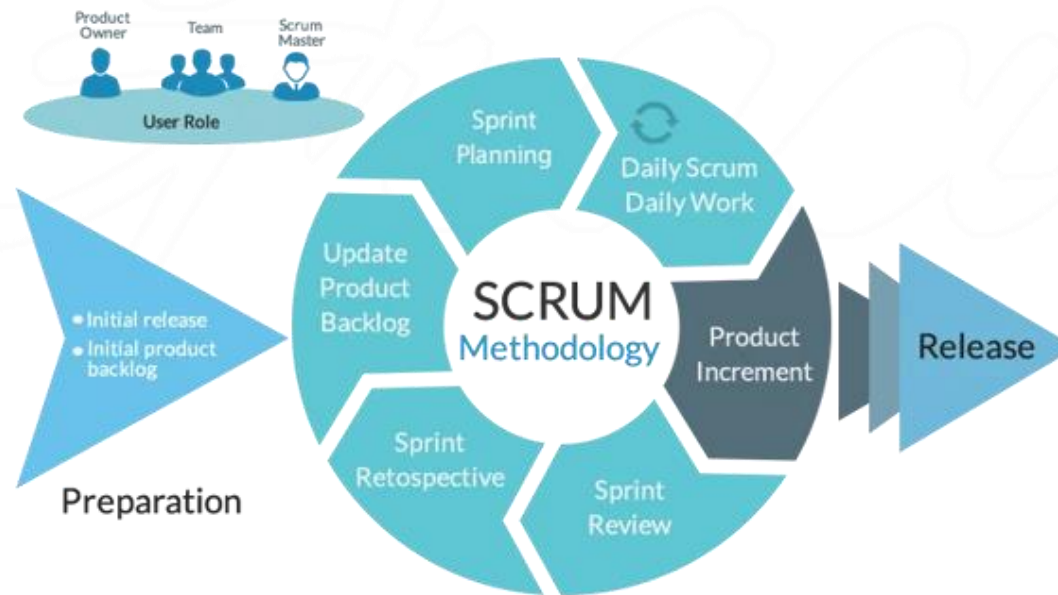 Product
Owner
Team
Scrum
Master
User Role
Sprint
Planning
Daily Scrum
Daily Work
Update
Product
Backlog
SCRUM
Methodology
Product
Increment
Release
• Initial release
• Initial product
backlog
Preparation
Sprint
Retospective
Sprint
Review